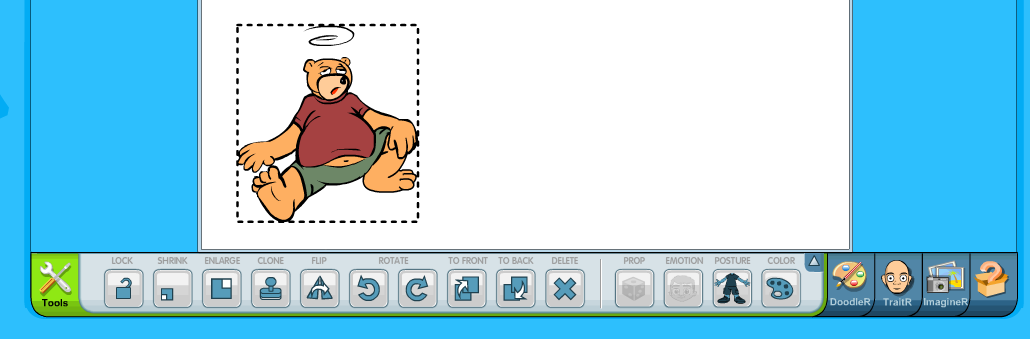 LOCK SHRINK ENLARGE CLONE FLIP ROTATE TO FRONT TO BACK DELETE PROP EMOTION POSTURE COLOR
Tools DoodleR TraitR ImagineR